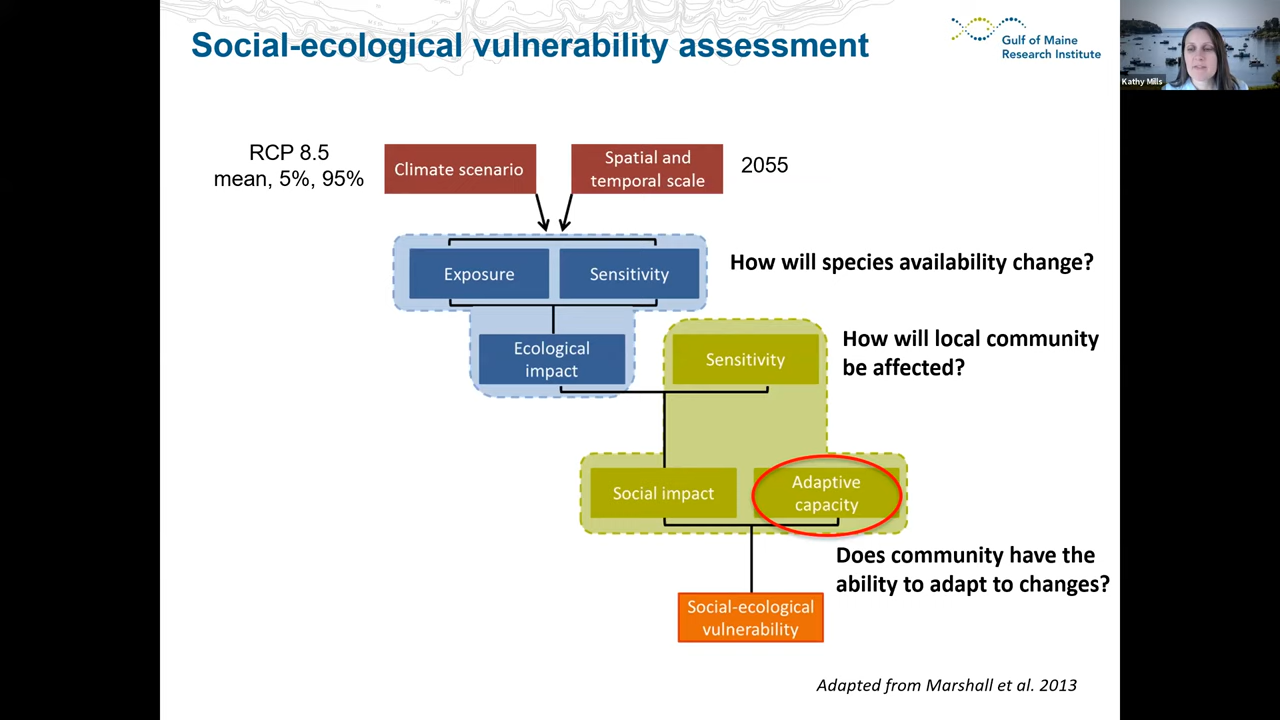 Social-ecological vulnerability assessment
Gulf of Maine
Research Institute
Kathy Mills
RCP 8.5
mean, 5%, 95%
Climate scenario
Spatial and
temporal scale
2055
Exposure
Sensitivity
How will species availability change?
Ecological
impact
Sensitivity
How will local community
be affected?
Social impact
Adaptive
capacity
Does community have the
ability to adapt to changes?
Social-ecological
vulnerability
Adapted from Marshall et al. 2013